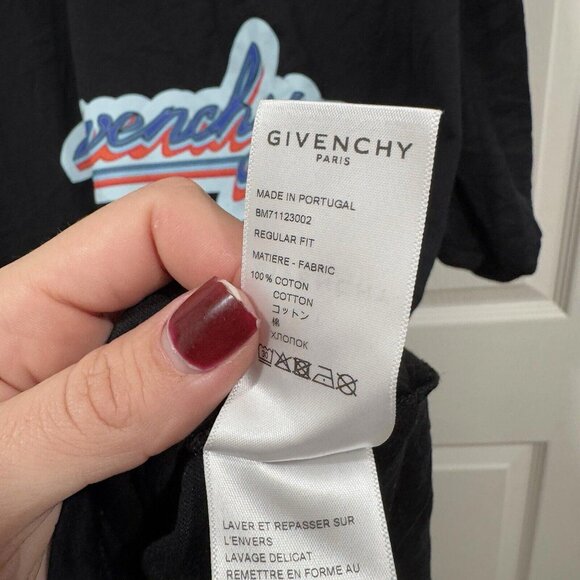 venchy
GIVENCHY
PARIS
MADE IN PORTUGAL
BM71123002
REGULAR FIT
MATIERE - FABRIC
100% COTON
COTTON
コットン
棉
ХЛОПОК
LAVER ET REPASSER SUR
L'ENVERS
LAVAGE DELICAT
REMETTRE EN FORME AU